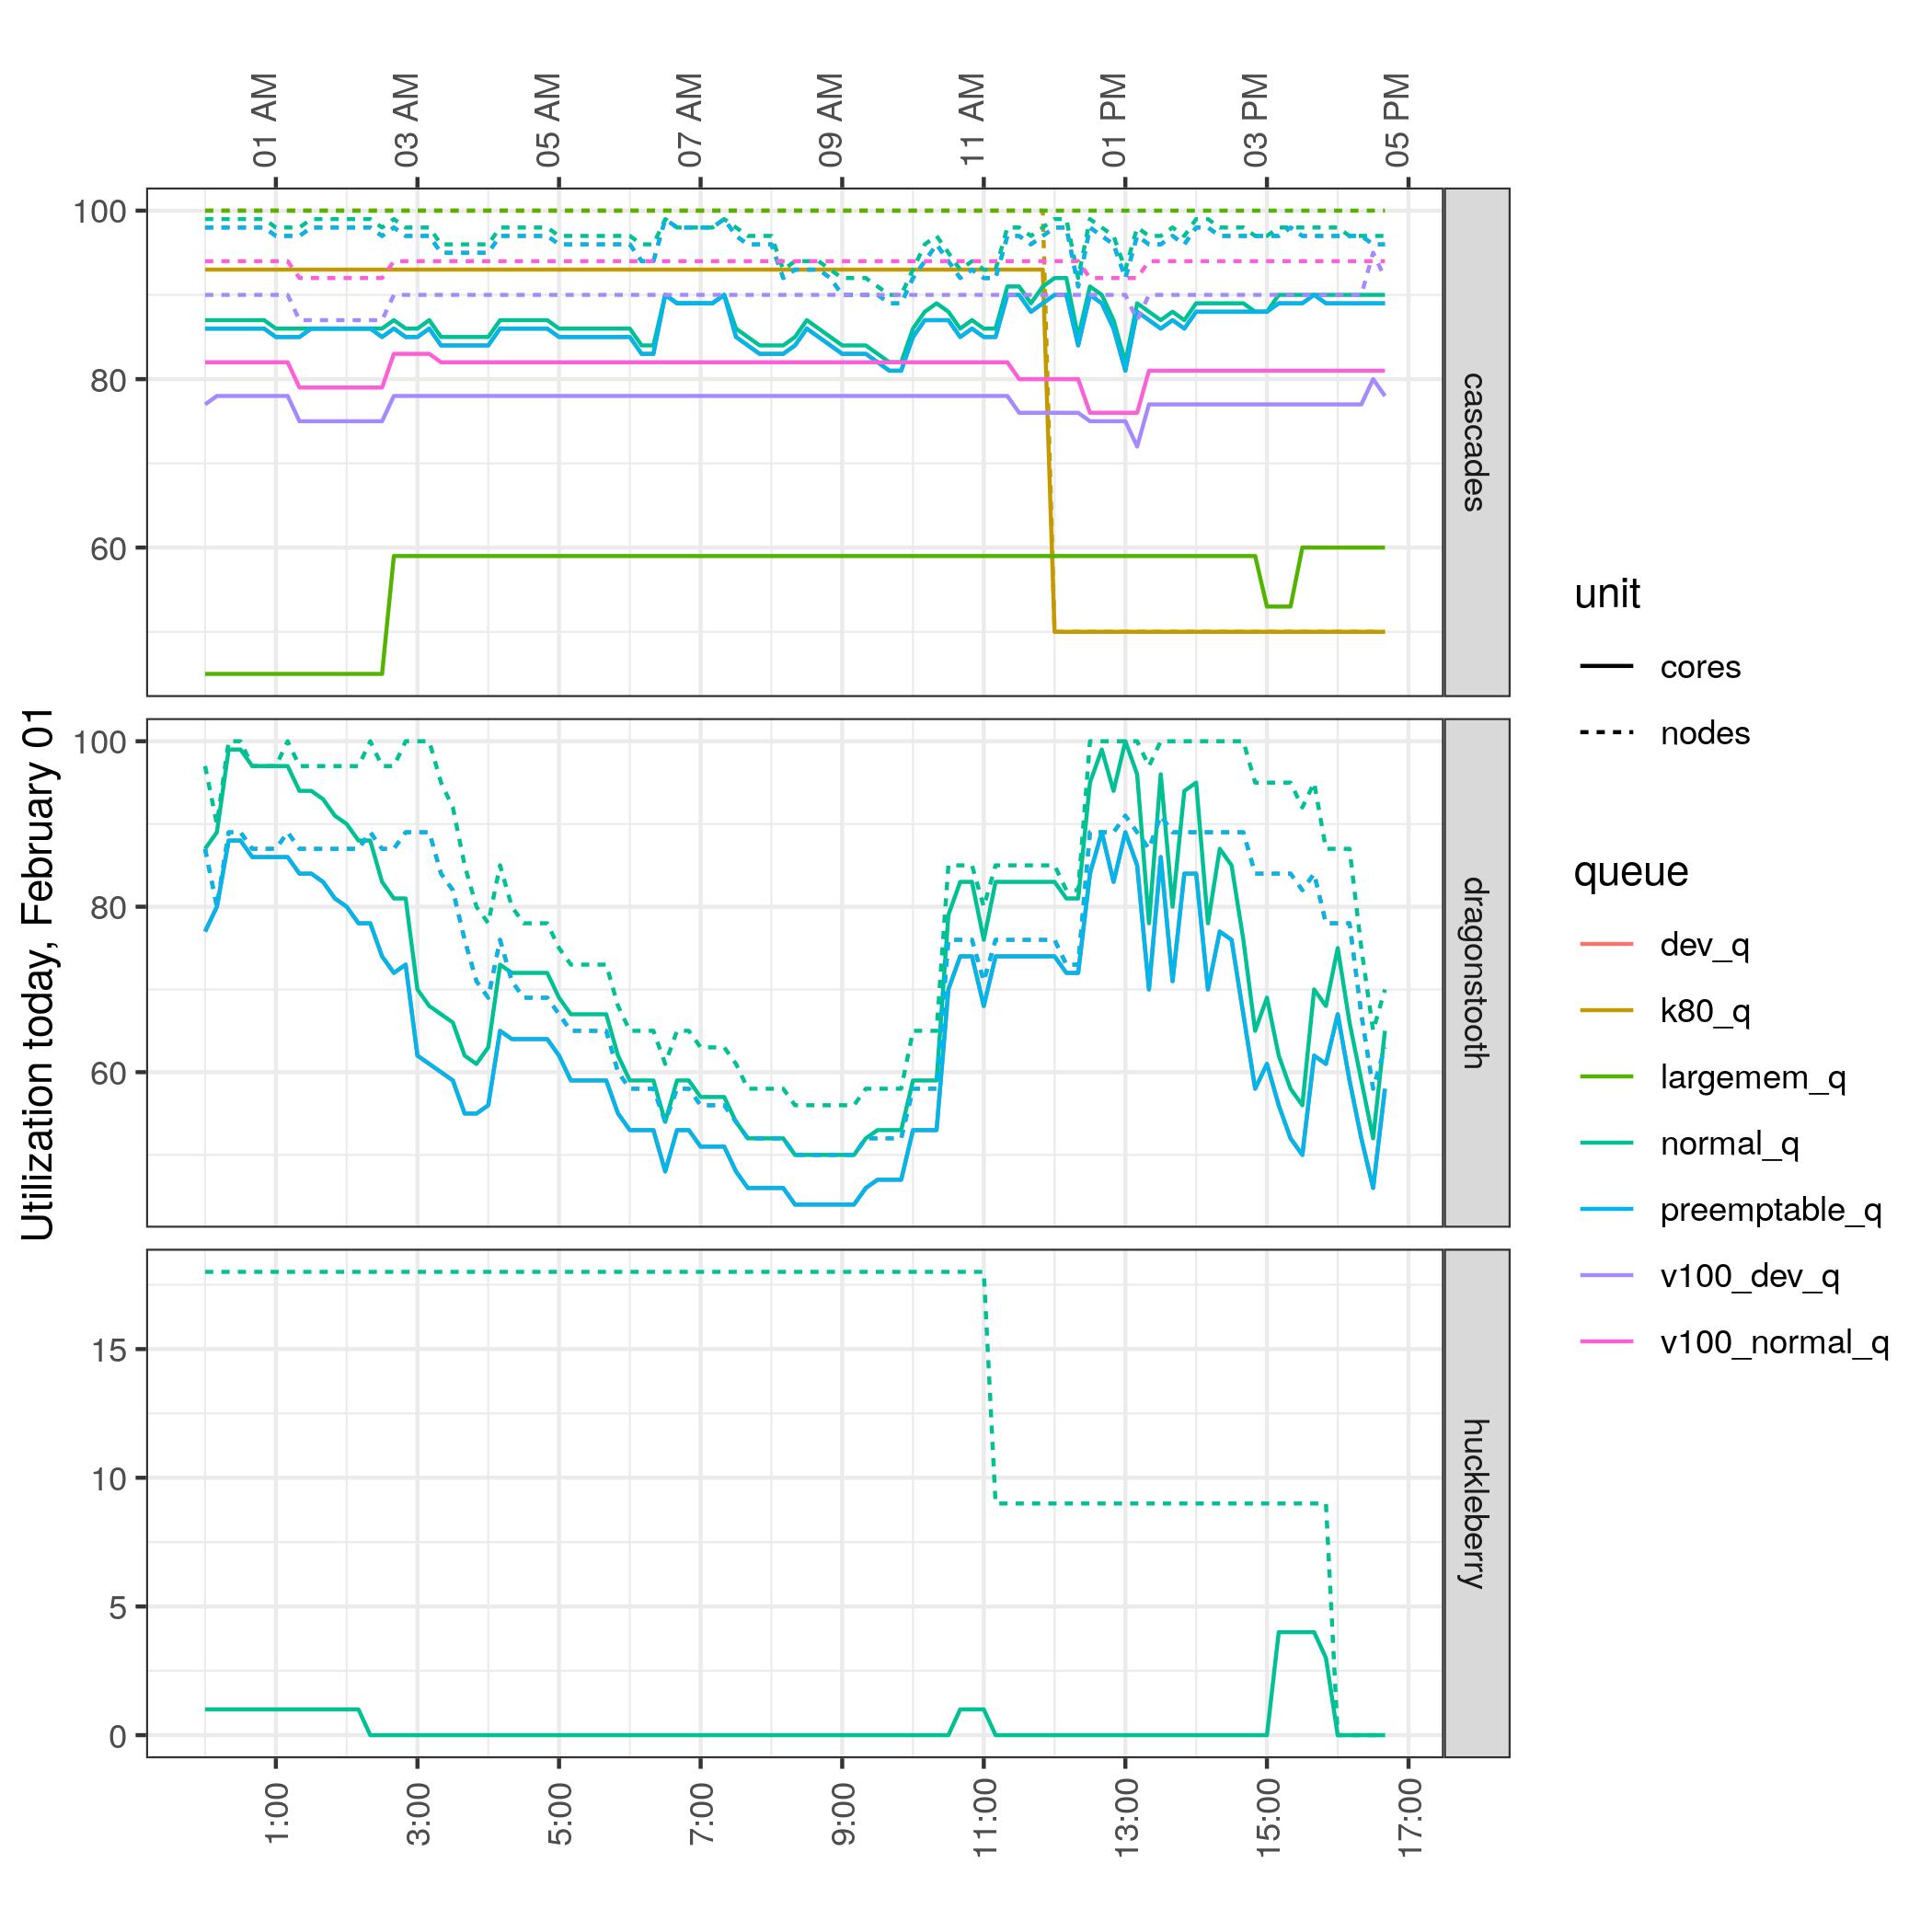 01 AM
03 AM
05 AM
07 AM
09 AM
11 AM
01 PM
03 PM
05 PM
Utilization today, February 01
100
80
60
cascades
100
80
60
dragonstooth
15
10
5
0
huckleberry
1:00
3:00
5:00
7:00
9:00
11:00
13:00
15:00
17:00
unit
cores
nodes
queue
dev_q
k80_q
largemem_q
normal_q
preemptable_q
v100_dev_q
v100_normal_q